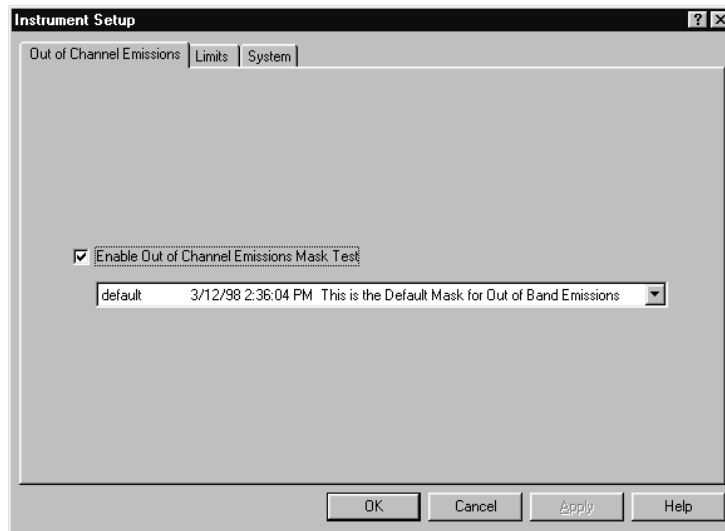 Instrument Setup
Out of Channel Emissions Limits System
Enable Out of Channel Emissions Mask Test
default 3/12/98 2:36:04 PM This is the Default Mask for Out of Band Emissions
OK Cancel Apply Help